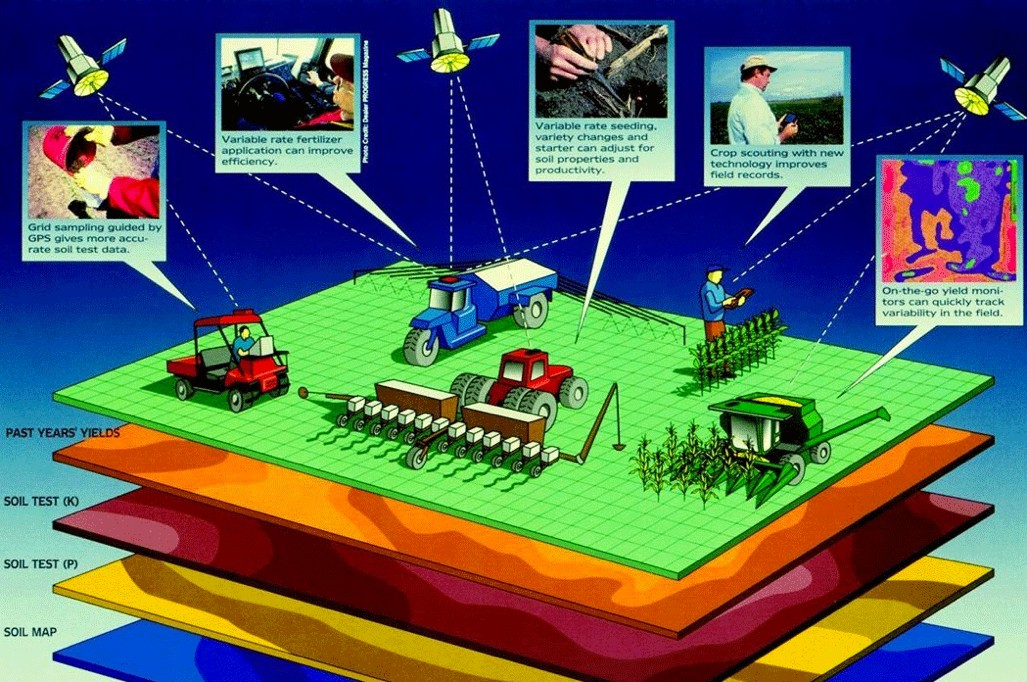 Grid sampling guided by
GPS gives more accu-
rate soil test data.
Variable rate fertilizer
application can improve
efficiency.
Photo Credit: Dealer PROGRESS Magazine
Variable rate seeding,
variety changes and
starter can adjust for
soil properties and
productivity.
Crop scouting with new
technology improves
field records.
On-the-go yield moni-
tors can quickly track
variability in the field.
PAST YEARS' YIELDS
SOIL TEST (K)
SOIL TEST (P)
SOIL MAP